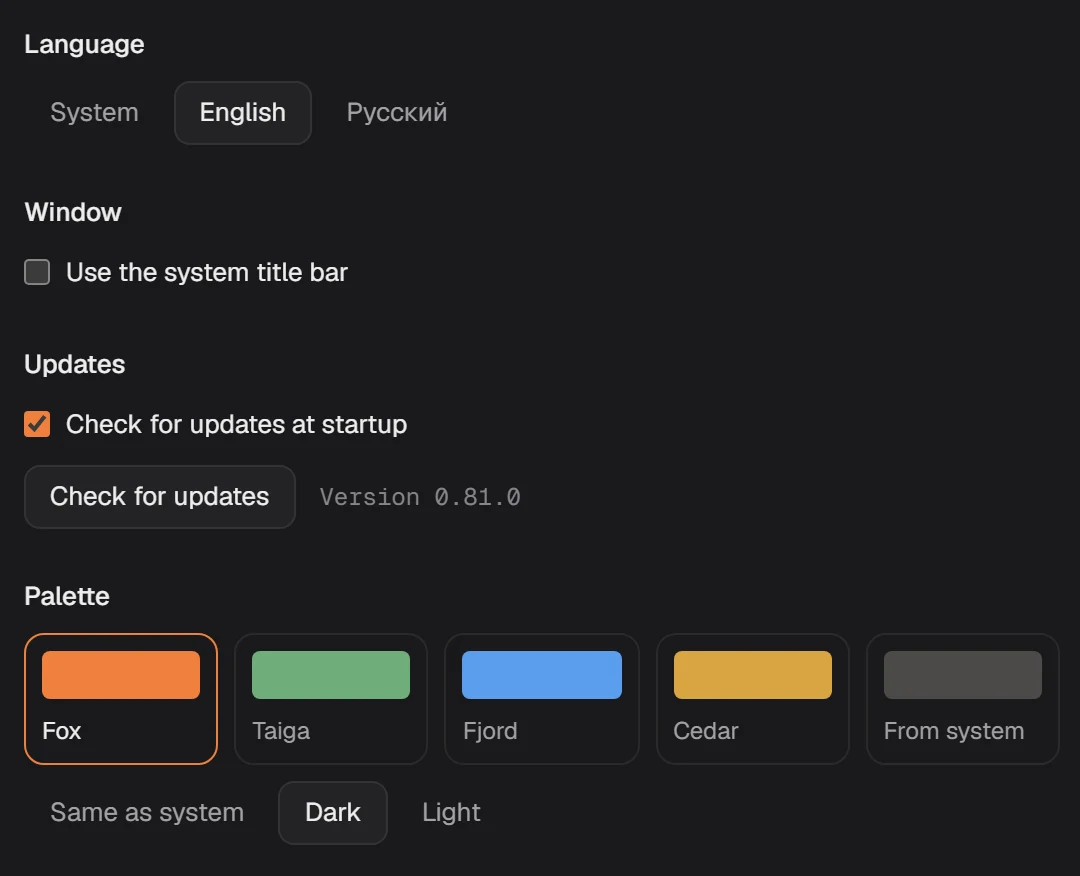 Language
System English Русский
Window
Use the system title bar
Updates
Check for updates at startup
Check for updates Version 0.81.0
Palette
Fox Taiga Fjord Cedar From system
Same as system Dark Light